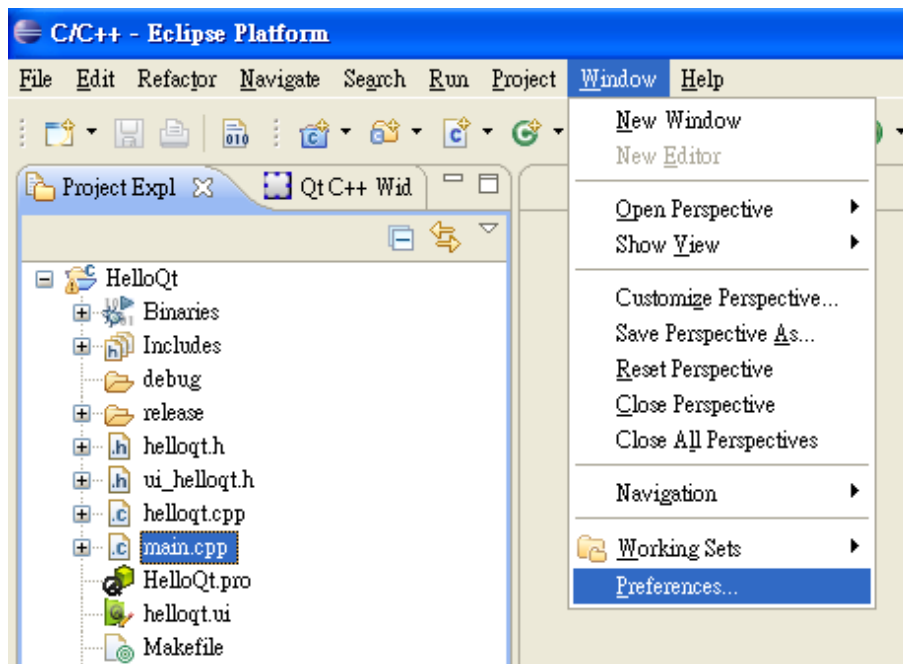 C/C++ - Eclipse Platform
File Edit Refactor Navigate Search Run Project Window Help
010
Project Expl
Qt C++ Wid
HelloQt
Binaries
Includes
debug
release
helloqt.h
ui_helloqt.h
helloqt.cpp
main.cpp
HelloQt.pro
helloqt.ui
Makefile
New Window
New Editor
Open Perspective
Show View
Customize Perspective...
Save Perspective As...
Reset Perspective
Close Perspective
Close All Perspectives
Navigation
Working Sets
Preferences...